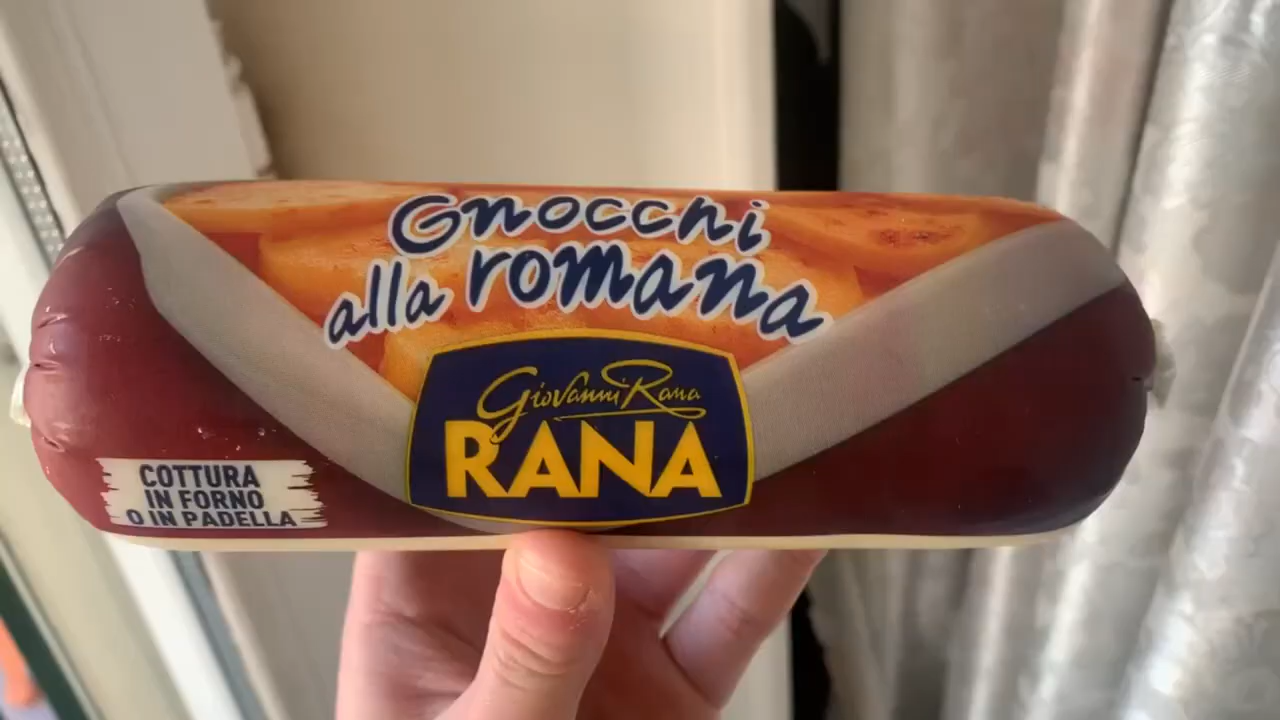 Gnocchi
alla romana
Giovanni Rana
RANA
COTTURA
IN FORNO
O IN PADELLA